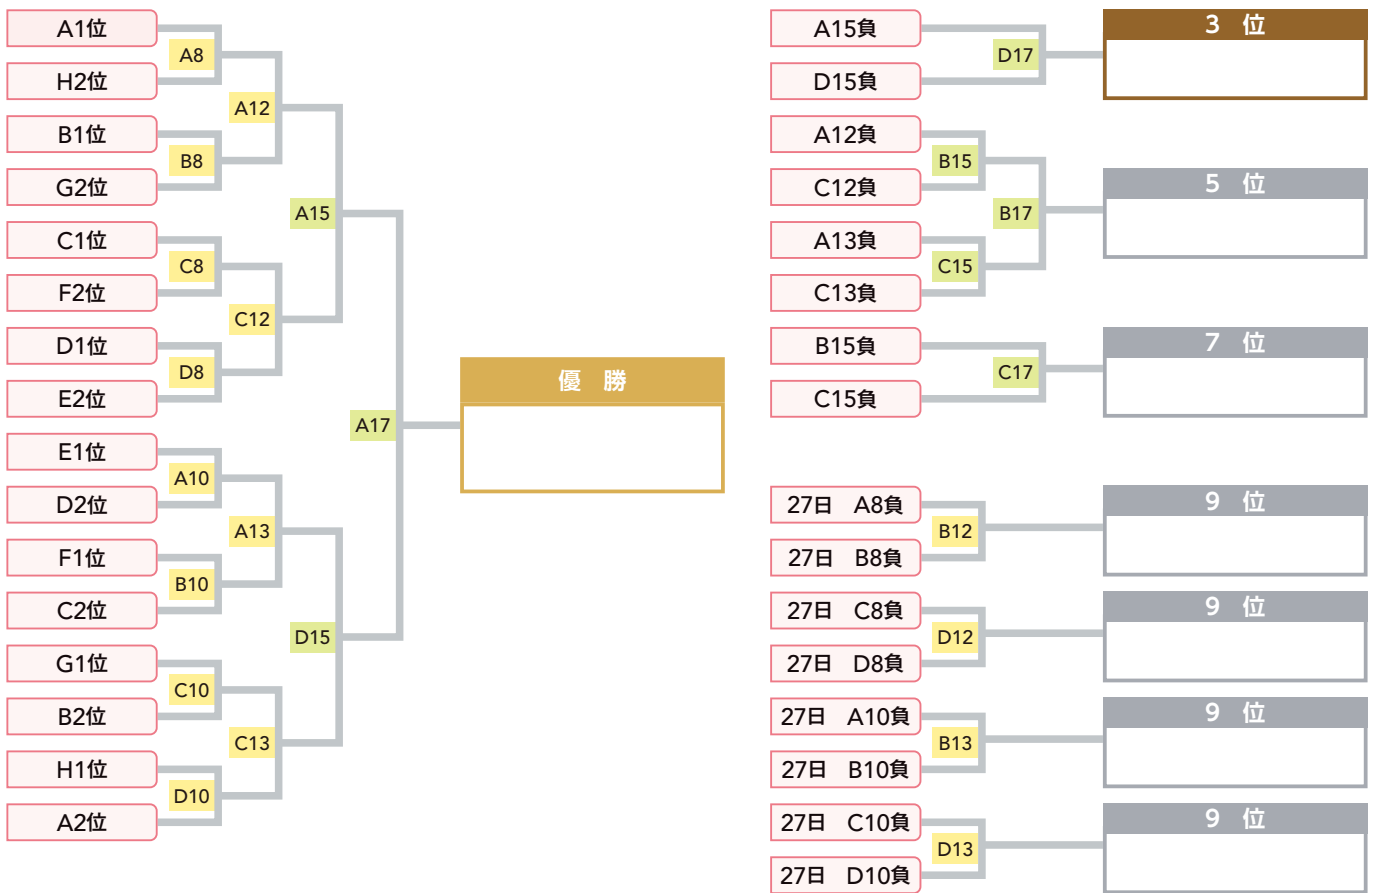 A1位
A8
H2位
A12
B1位
B8
G2位
A15
C1位
C8
F2位
C12
D1位
D8
E2位
A17
優 勝
E1位
A10
D2位
A13
F1位
B10
C2位
D15
G1位
C10
B2位
C13
H1位
D10
A2位
A15負
D17
D15負
3 位
A12負
B15
C12負
B17
5 位
A13負
C15
C13負
B15負
C17
C15負
7 位
27日 A8負
B12
27日 B8負
9 位
27日 C8負
D12
27日 D8負
9 位
27日 A10負
B13
27日 B10負
9 位
27日 C10負
D13
27日 D10負
9 位